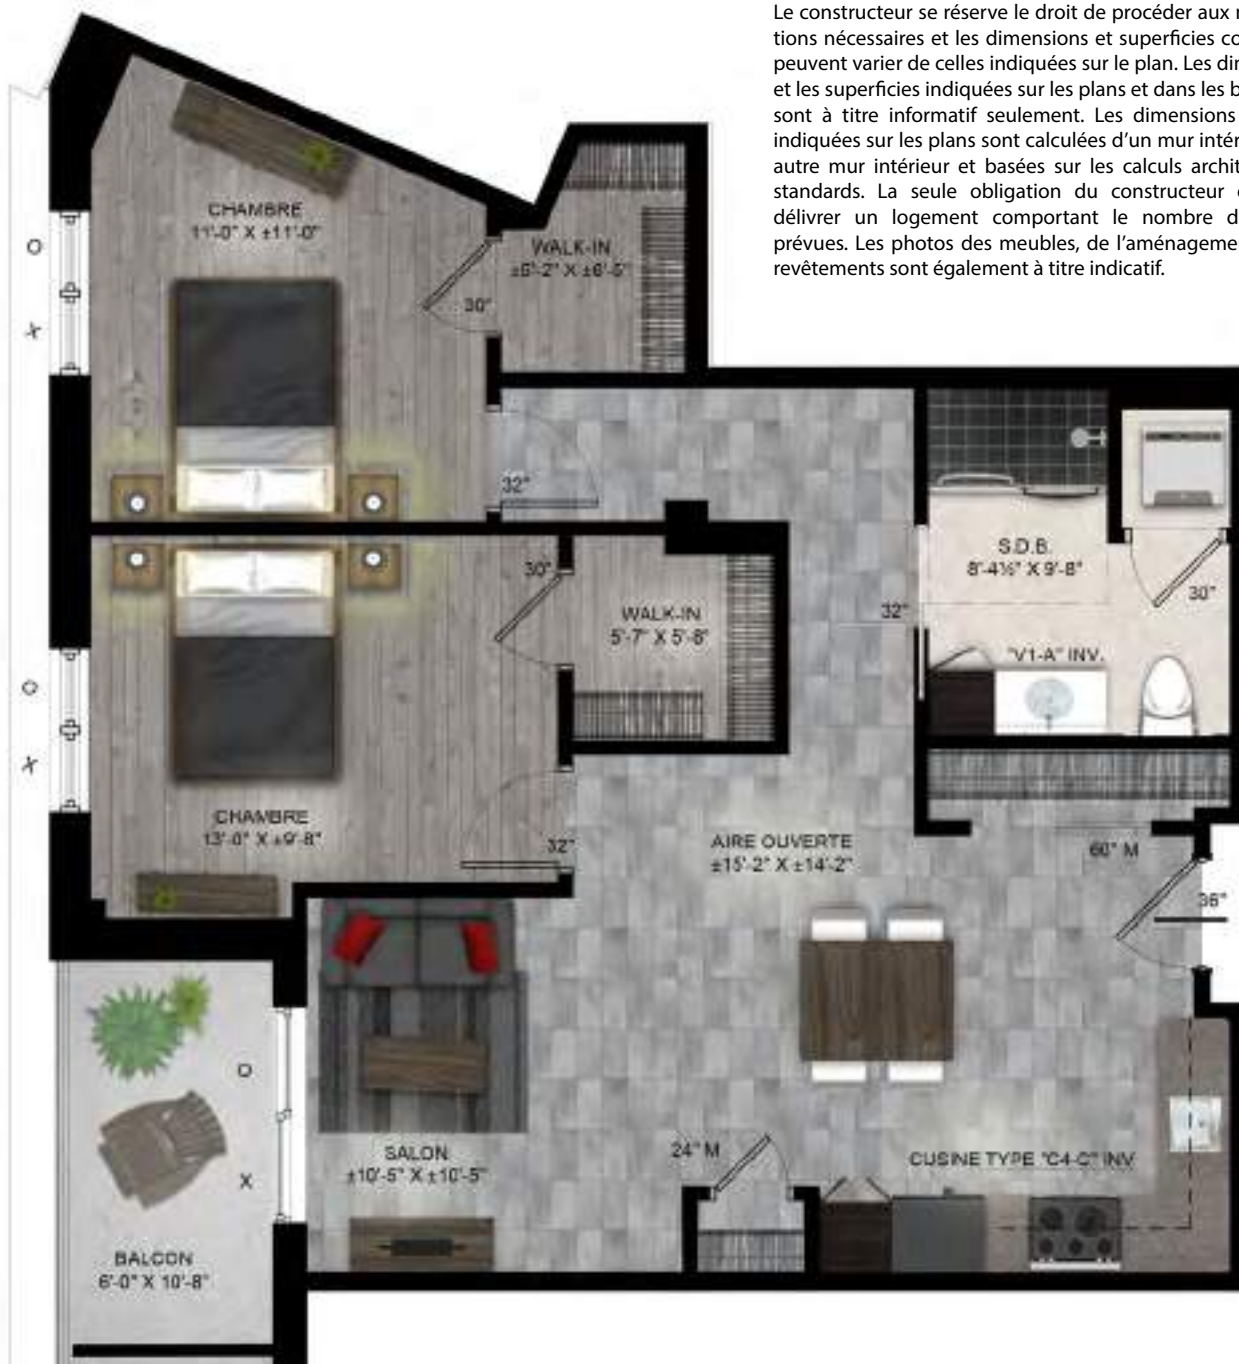 Le constructeur se réserve le droit de procéder aux
tions nécessaires et les dimensions et superficies
peuvent varier de celles indiquées sur le plan. Les
et les superficies indiquées sur les plans et dans les
sont à titre informatif seulement. Les dimensions
indiquées sur les plans sont calculées d'un mur
autre mur intérieur et basées sur les calculs
standards. La seule obligation du constructeur
délivrer un logement comportant le nombre
prévues. Les photos des meubles, de
revêtements sont également à titre indicatif.
CHAMBRE
11'-0" X ±11'-0"
WALK-IN
±5'-2" X ±6'-5"
30"
O
X
32"
S.D.B.
8'-4½" X 9'-8"
30"
30"
WALK-IN
5'-7" X 5'-8"
32"
"V1-A" INV.
O
X
CHAMBRE
13'-0" X ±9'-8"
32"
AIRE OUVERTE
±15'-2" X ±14'-2"
60" M
36"
O
X
SALON
±10'-5" X ±10'-5"
24" M
CUSINE TYPE "C4-C" INV
BALCON
6'-0" X 10'-8"